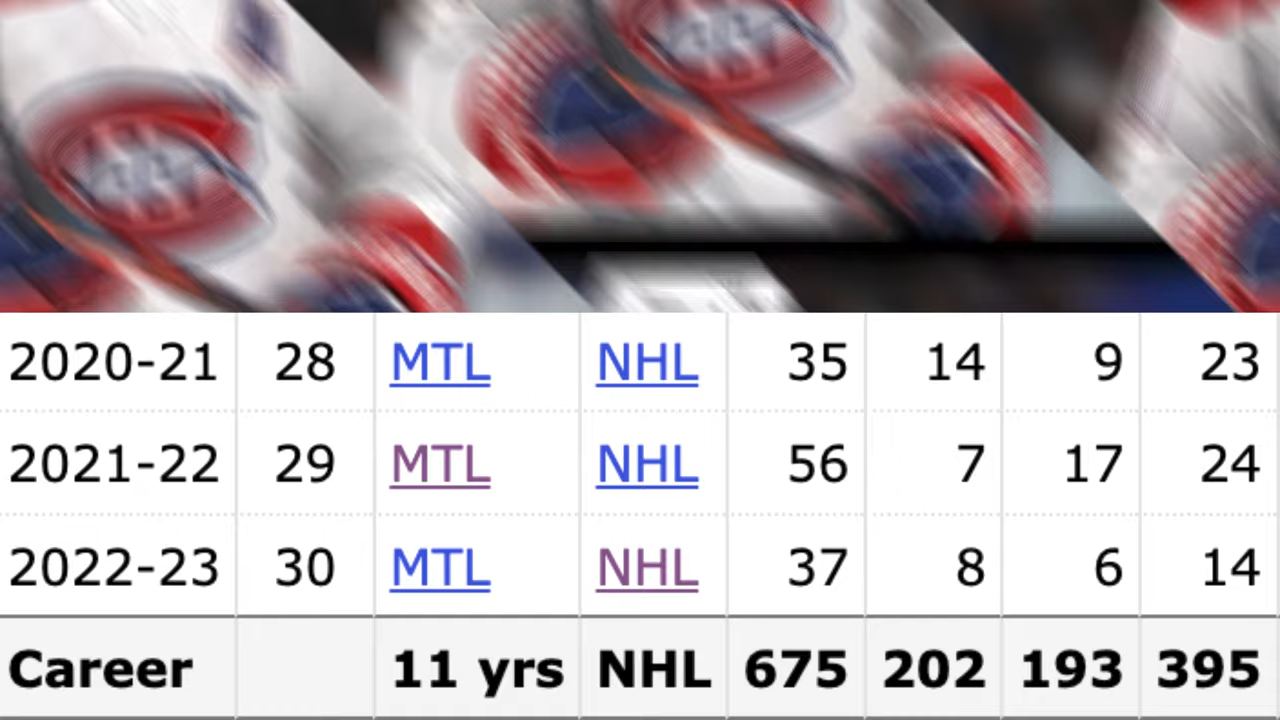 2020-21 28 MTL NHL 35 14 9 23
2021-22 29 MTL NHL 56 7 17 24
2022-23 30 MTL NHL 37 8 6 14
Career 11 yrs NHL 675 202 193 395